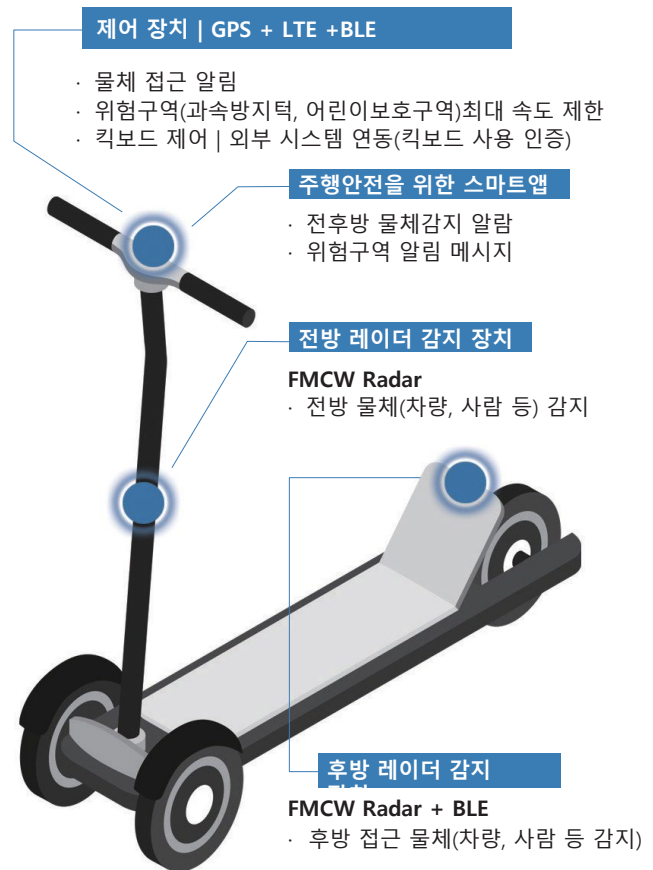 제어 장치 | GPS + LTE +BLE
· 물체 접근 알림
· 위험구역(과속방지턱, 어린이보호구역)최대 속도 제한
· 킥보드 제어 | 외부 시스템 연동(킥보드 사용 인증)
주행안전을 위한 스마트앱
· 전후방 물체감지 알람
· 위험구역 알림 메시지
전방 레이더 감지 장치
FMCW Radar
· 전방 물체(차량, 사람 등) 감지
후방 레이더 감지
FMCW Radar + BLE
· 후방 접근 물체(차량, 사람 등 감지)